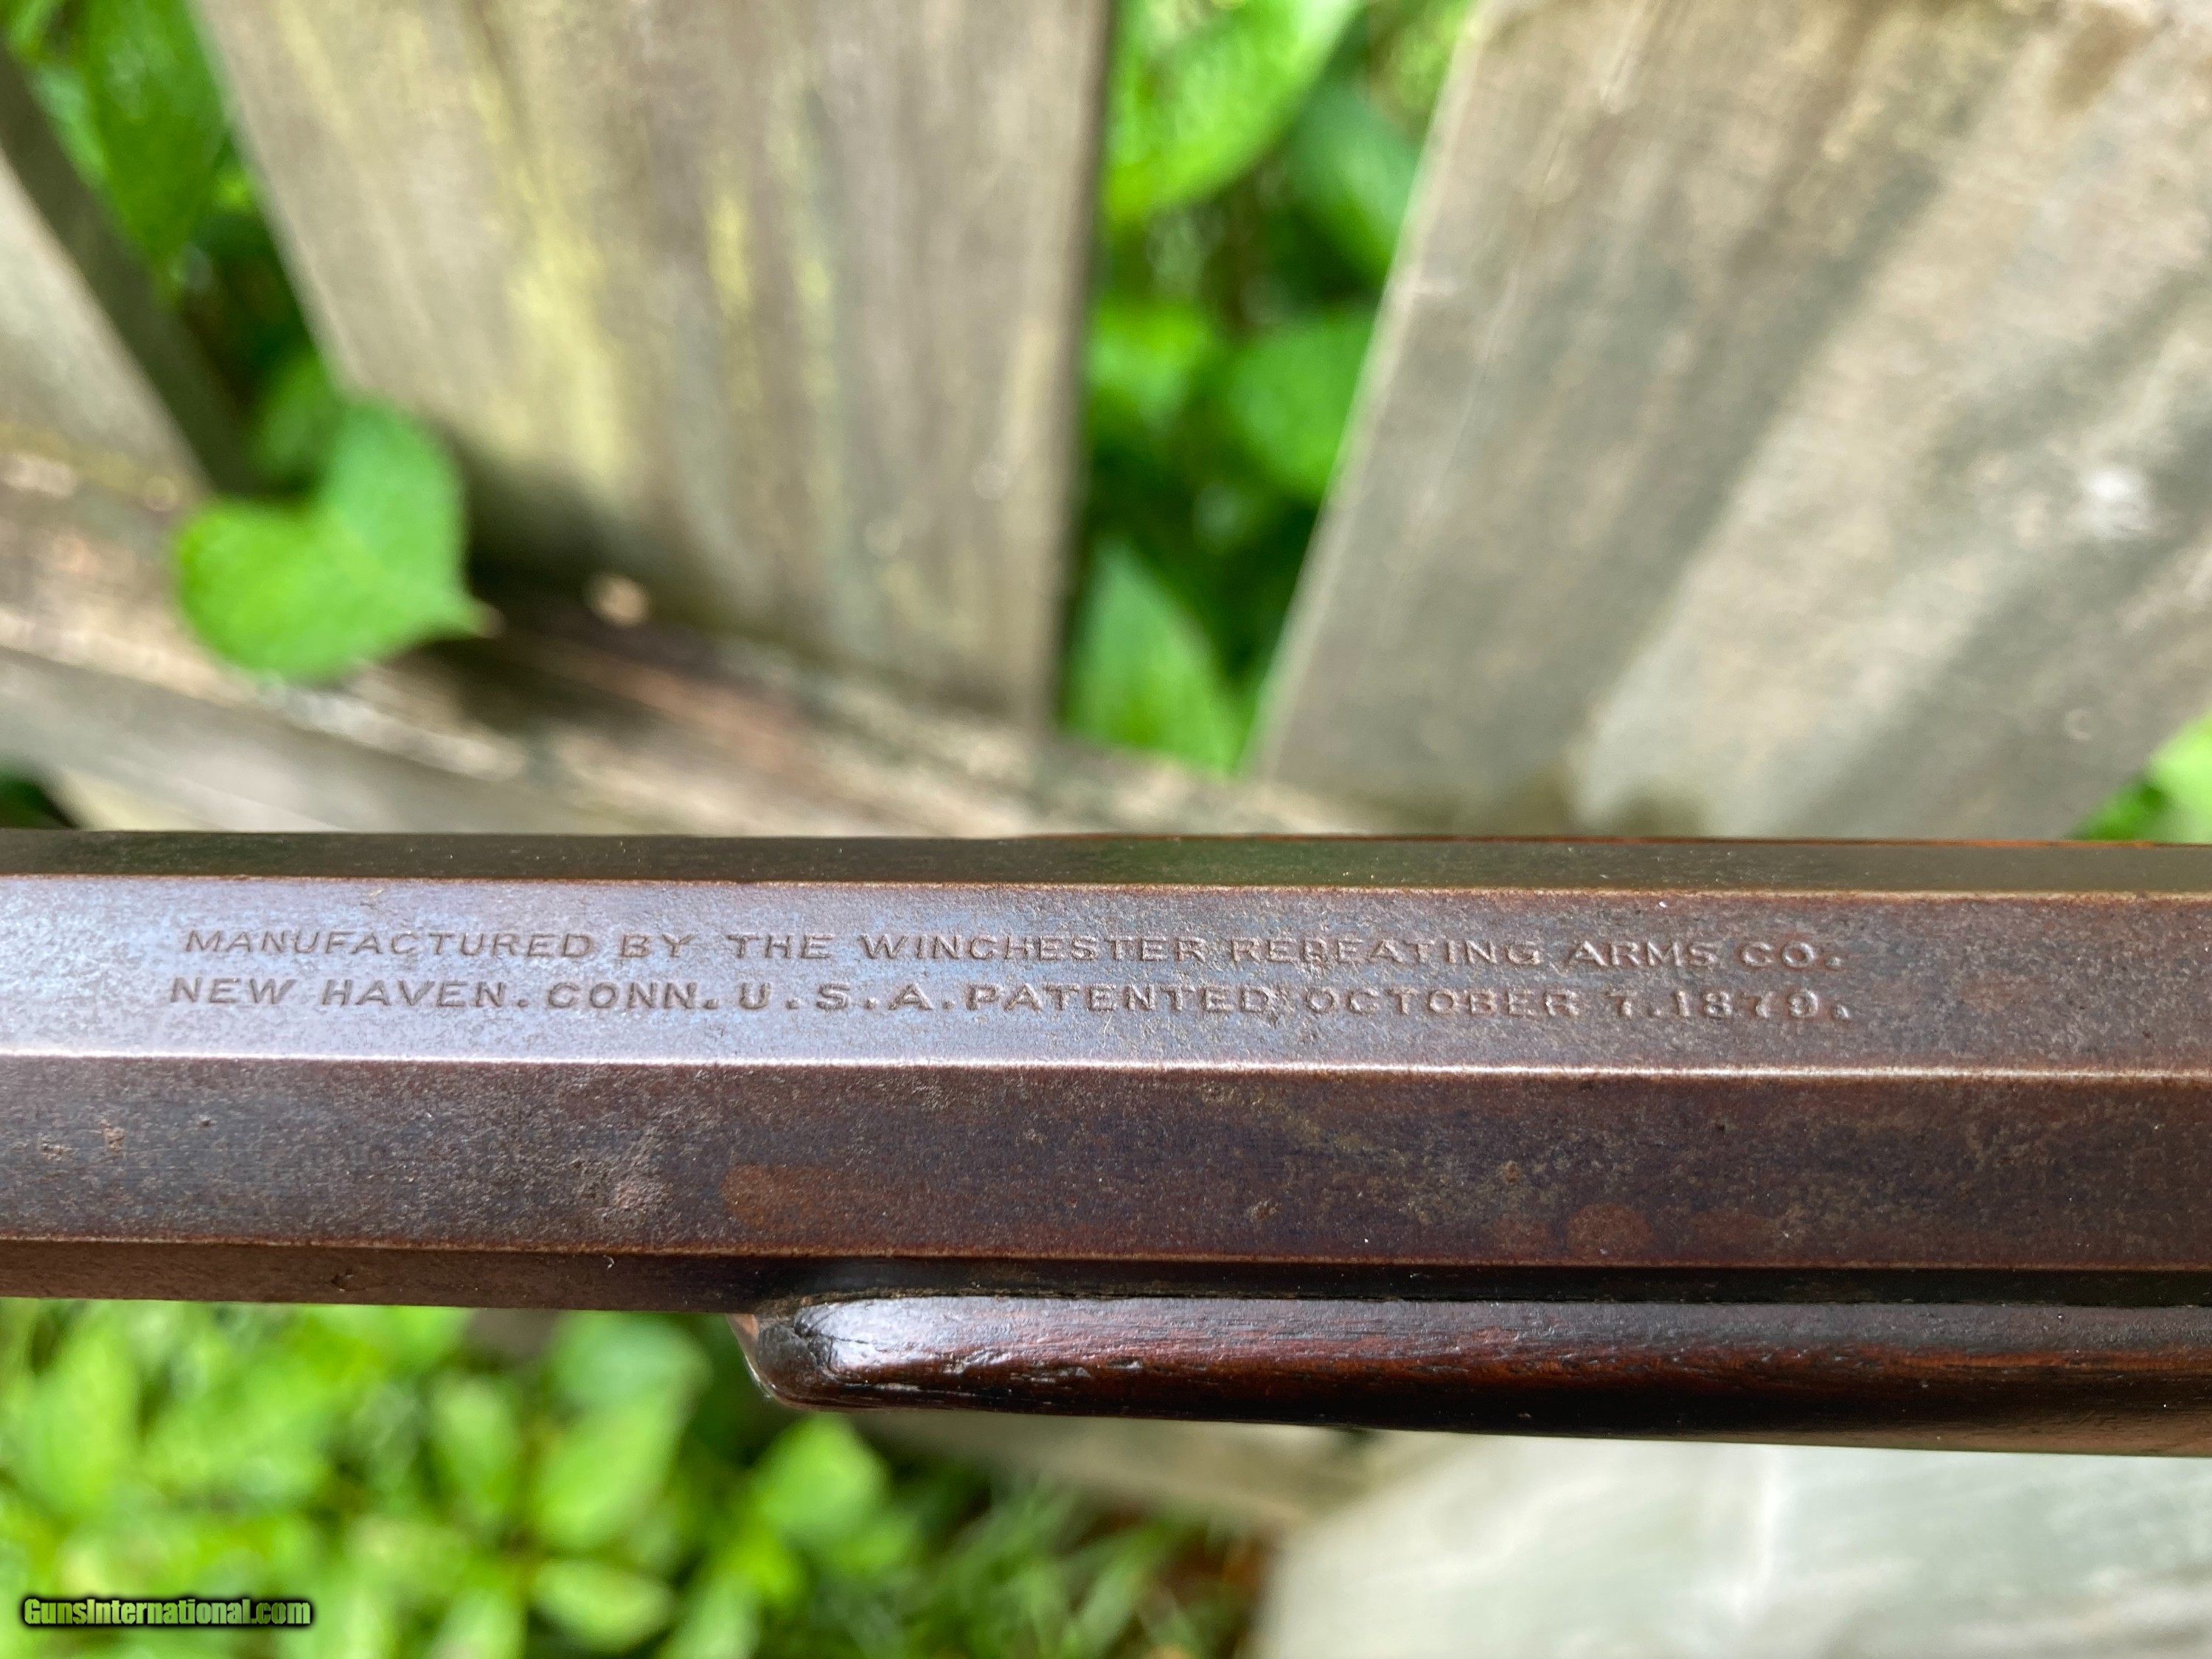 MANUFACTURED BY THE WINCHESTER REPEATING ARMS CO.
NEW HAVEN. CONN. U.S.A. PATENTED OCTOBER 7. 1879.
GunsInternational.com